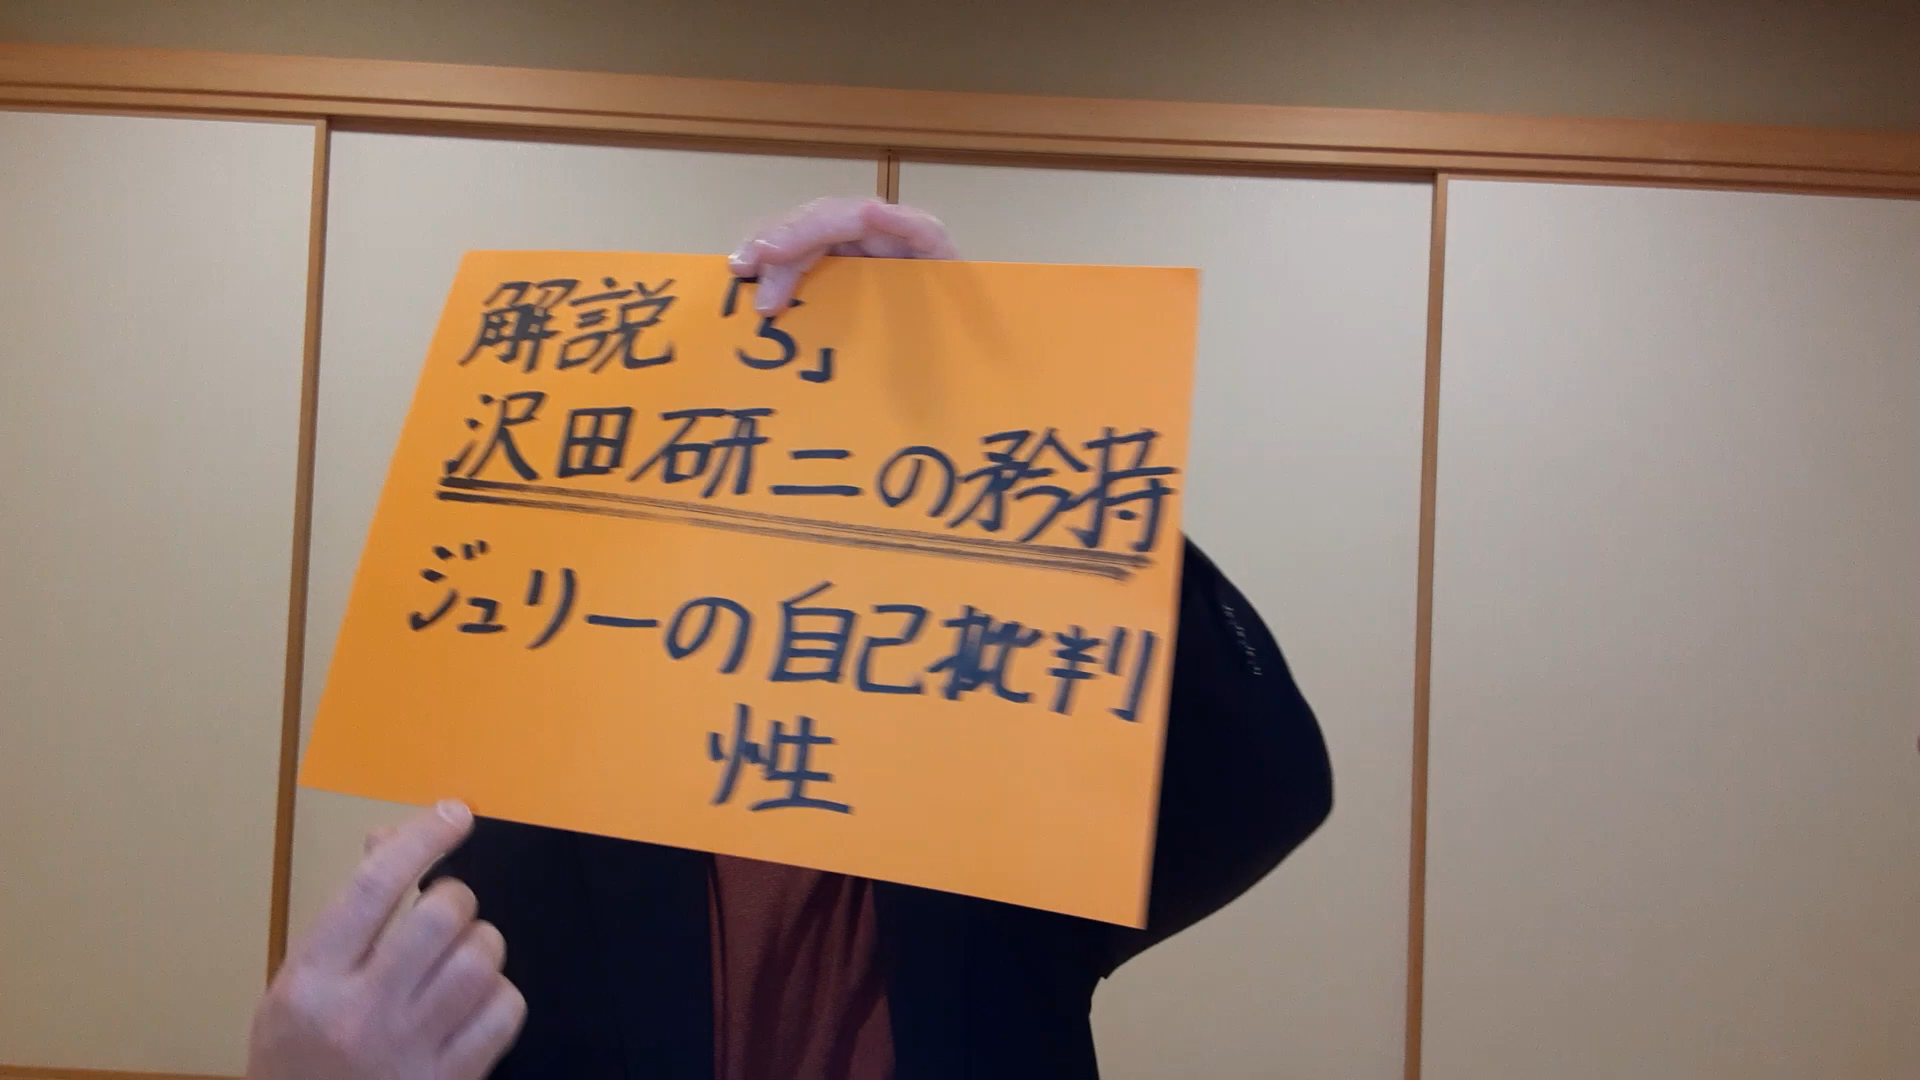 解説「5」
沢田研二の矜持
ジュリーの自己批判
性